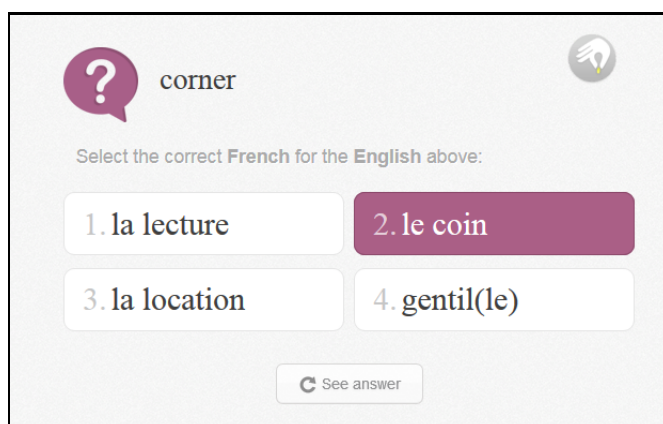 ?
corner
Select the correct French for the English above:
1. la lecture
2. le coin
3. la location
4. gentil(le)
See answer